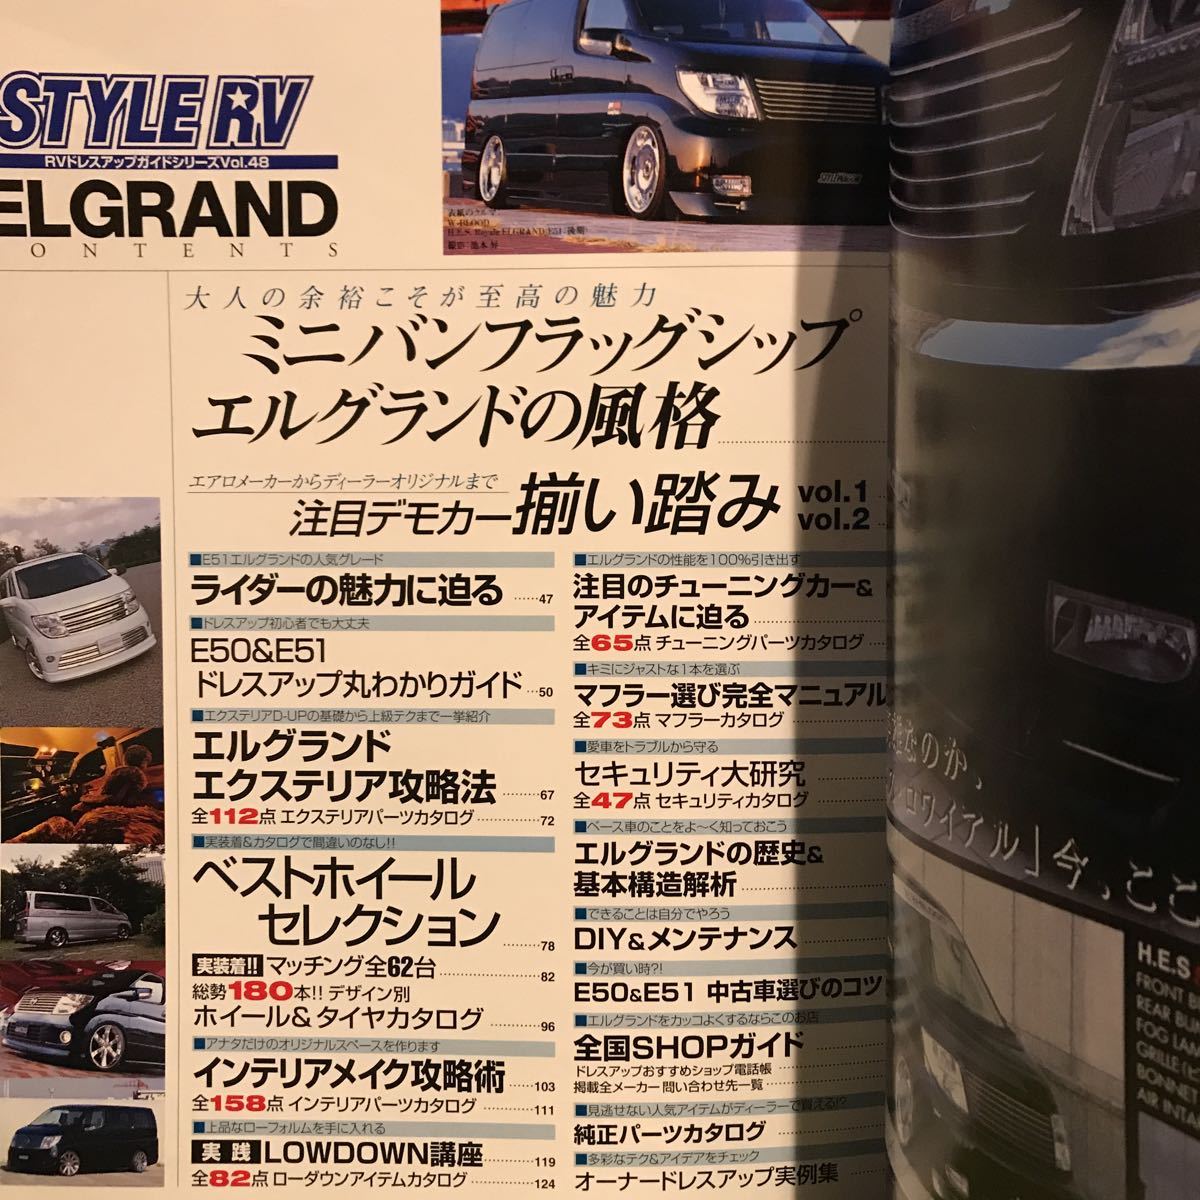 STYLE RV
RVドレスアップガイドシリーズVol.48
ELGRAND
CONTENTS
表紙のクルマ
W-BLOOD
H.E.S. Royale ELGRAND(E51 後期)
大人の余裕こそが至高の魅力
ミニバンフラッグシップ
エルグランドの風格
エアロメーカーからディーラーオリジナルまで
注目デモカー揃い踏み vol.1
vol.2
■E51エルグランドの人気グレード
ライダーの魅力に迫る ……47
■ドレスアップ初心者でも大丈夫
E50&E51
ドレスアップ丸わかりガイド …50
■エクステリアD-UPの基礎から上級テクまで一挙紹介
エルグランド
エクステリア攻略法 ……67
全112点 エクステリアパーツカタログ ……72
■実装着&カタログで間違いのなし!!
ベストホイール
セレクション ……78
実装着!! マッチング全62台 ……82
総勢180本!! デザイン別
ホイール&タイヤカタログ ……96
■アナタだけのオリジナルスペースを作ります
インテリアメイク攻略術 ……103
全158点 インテリアパーツカタログ ……111
■上品なローフォルムを手に入れる
実践 LOWDOWN講座 ……119
全82点 ローダウンアイテムカタログ ……124
■エルグランドの性能を100%引き出す
注目のチューニングカー&
アイテムに迫る
全65点 チューニングパーツカタログ
■キミにジャストな1本を選ぶ
マフラー選び完全マニュアル
全73点 マフラーカタログ
■愛車をトラブルから守る
セキュリティ大研究
全47点 セキュリティカタログ
■ベース車のことをよ〜く知っておこう
エルグランドの歴史&
基本構造解析
■できることは自分でやろう
DIY&メンテナンス
■今が買い時?!
E50&E51 中古車選びのコツ
■エルグランドをカッコよくするならこのお店
全国SHOPガイド
ドレスアップおすすめショップ電話帳
掲載全メーカー 問い合わせ先一覧
■見逃せない人気アイテムがディーラーで買える!?
純正パーツカタログ
■多彩なテク&アイデアをチェック
オーナードレスアップ実例集
なのか、
ロワイアル」今、ここ
H.E.S
FRONT B
REAR BU
FOG LAM
GRILLE(ビ
BONNET
AIR INTA